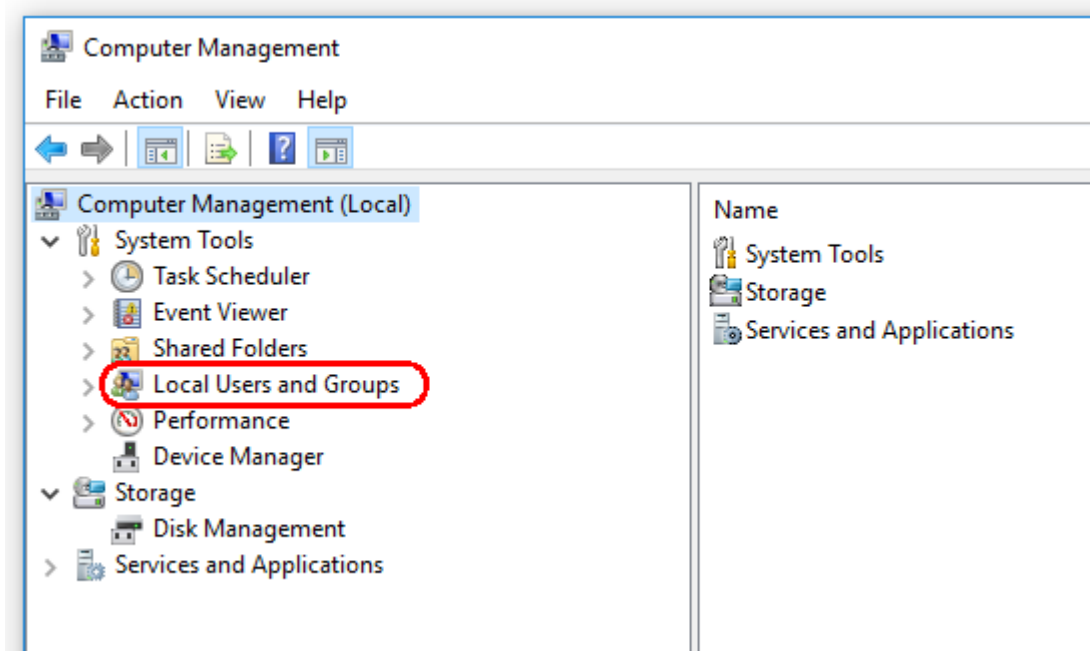 Computer Management
File Action View Help
Computer Management (Local)
System Tools
Task Scheduler
Event Viewer
Shared Folders
Local Users and Groups
Performance
Device Manager
Storage
Disk Management
Services and Applications
Name
System Tools
Storage
Services and Applications